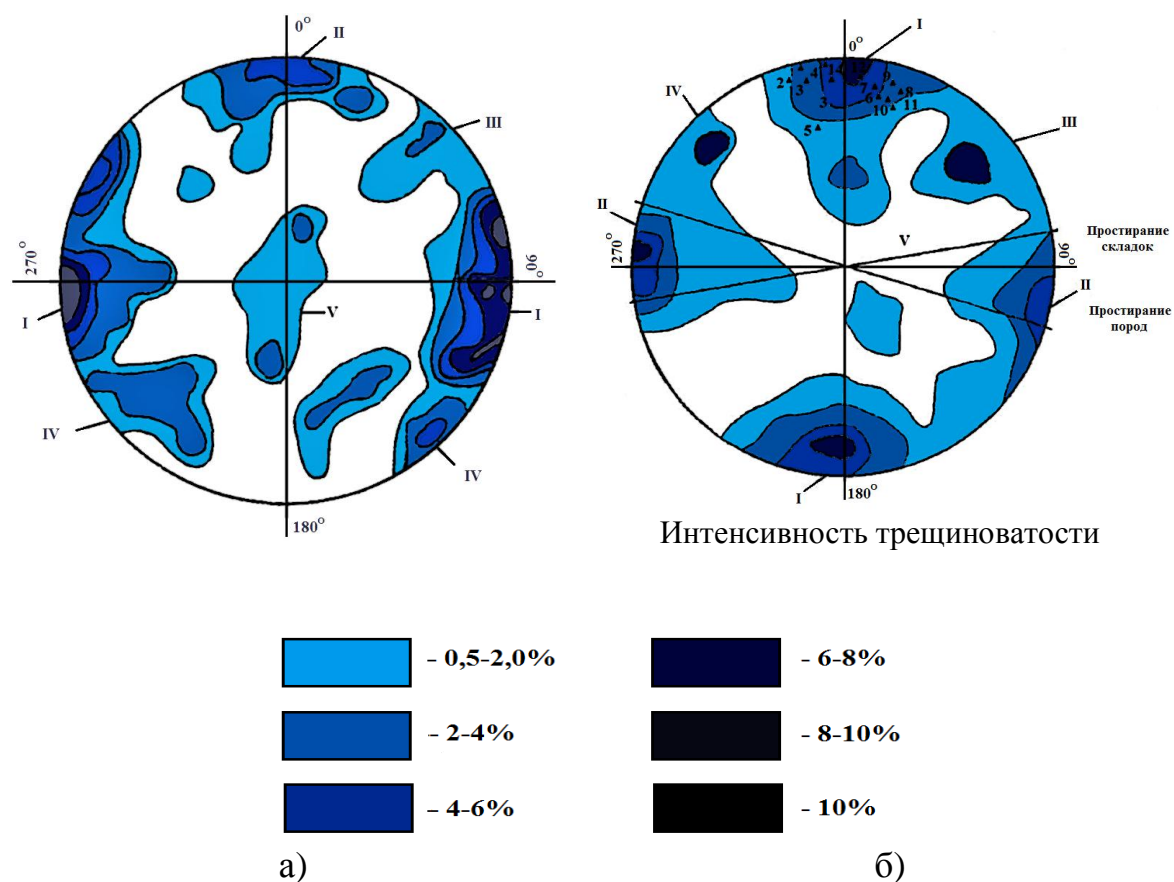 0°
II
III
270°
90°
I
I
V
IV
IV
180°
I
0°
IV
III
2
3
4
14
3
7
9
6
8
10
11
5
II
V
270°
90°
Простирание
складок
II
Простирание
пород
I
180°
Интенсивность трещиноватости
- 0,5-2,0%
- 6-8%
- 2-4%
- 8-10%
- 4-6%
- 10%
а)
б)